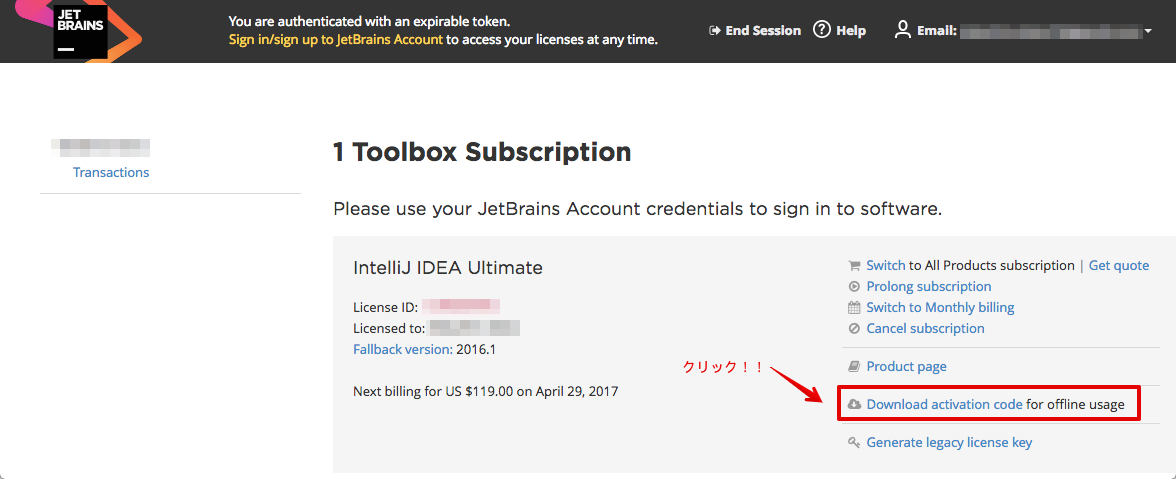 JET
BRAINS
You are authenticated with an expirable token.
Sign in/sign up to JetBrains Account to access your licenses at any time.
End Session
Help
Email:
Transactions
1 Toolbox Subscription
Please use your JetBrains Account credentials to sign in to software.
IntelliJ IDEA Ultimate
License ID:
Licensed to:
Fallback version: 2016.1
Next billing for US $119.00 on April 29, 2017
Switch to All Products subscription | Get quote
Prolong subscription
Switch to Monthly billing
Cancel subscription
Product page
クリック！！
Download activation code for offline usage
Generate legacy license key